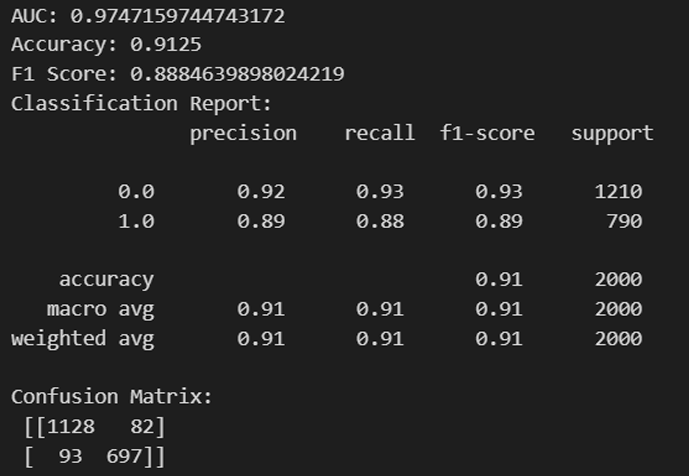 AUC: 0.9747159744743172
Accuracy: 0.9125
F1 Score: 0.8884639898024219
Classification Report:
precision recall f1-score support
0.0 0.92 0.93 0.93 1210
1.0 0.89 0.88 0.89 790
accuracy 0.91 2000
macro avg 0.91 0.91 0.91 2000
weighted avg 0.91 0.91 0.91 2000
Confusion Matrix:
[[1128 82]
[ 93 697]]